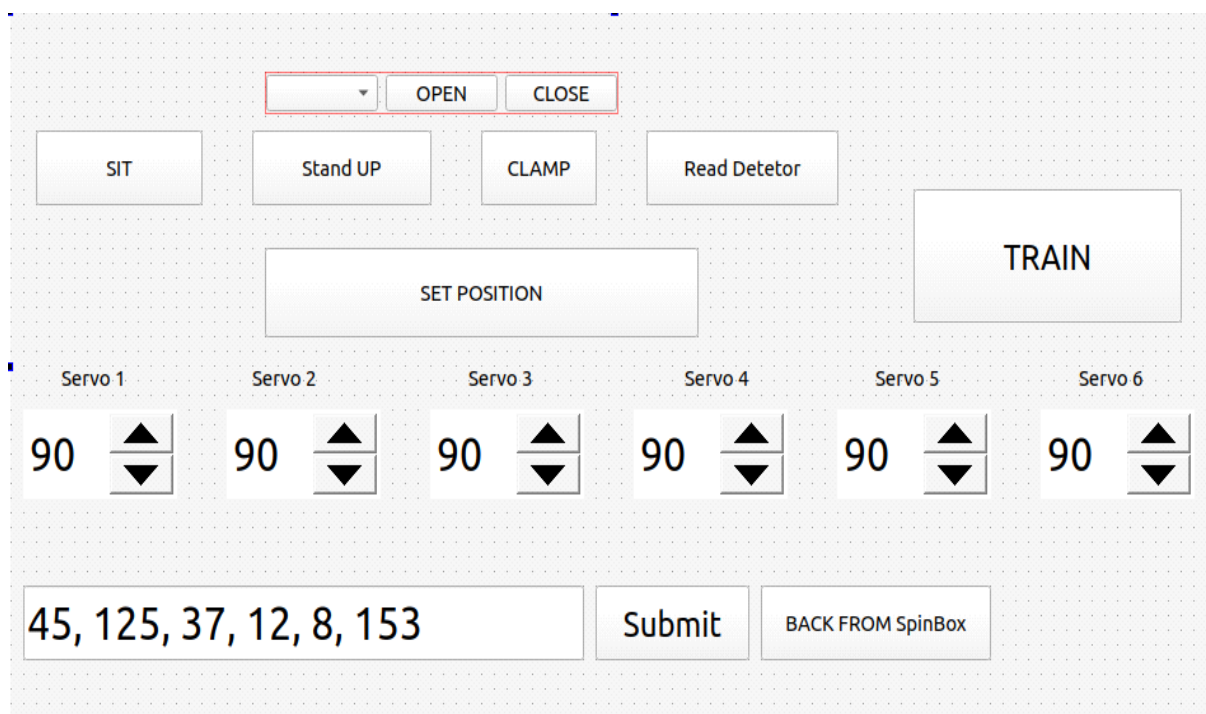 OPEN CLOSE
SIT Stand UP CLAMP Read Detetor
TRAIN
SET POSITION
Servo 1 Servo 2 Servo 3 Servo 4 Servo 5 Servo 6
90 90 90 90 90 90
45, 125, 37, 12, 8, 153 Submit BACK FROM SpinBox